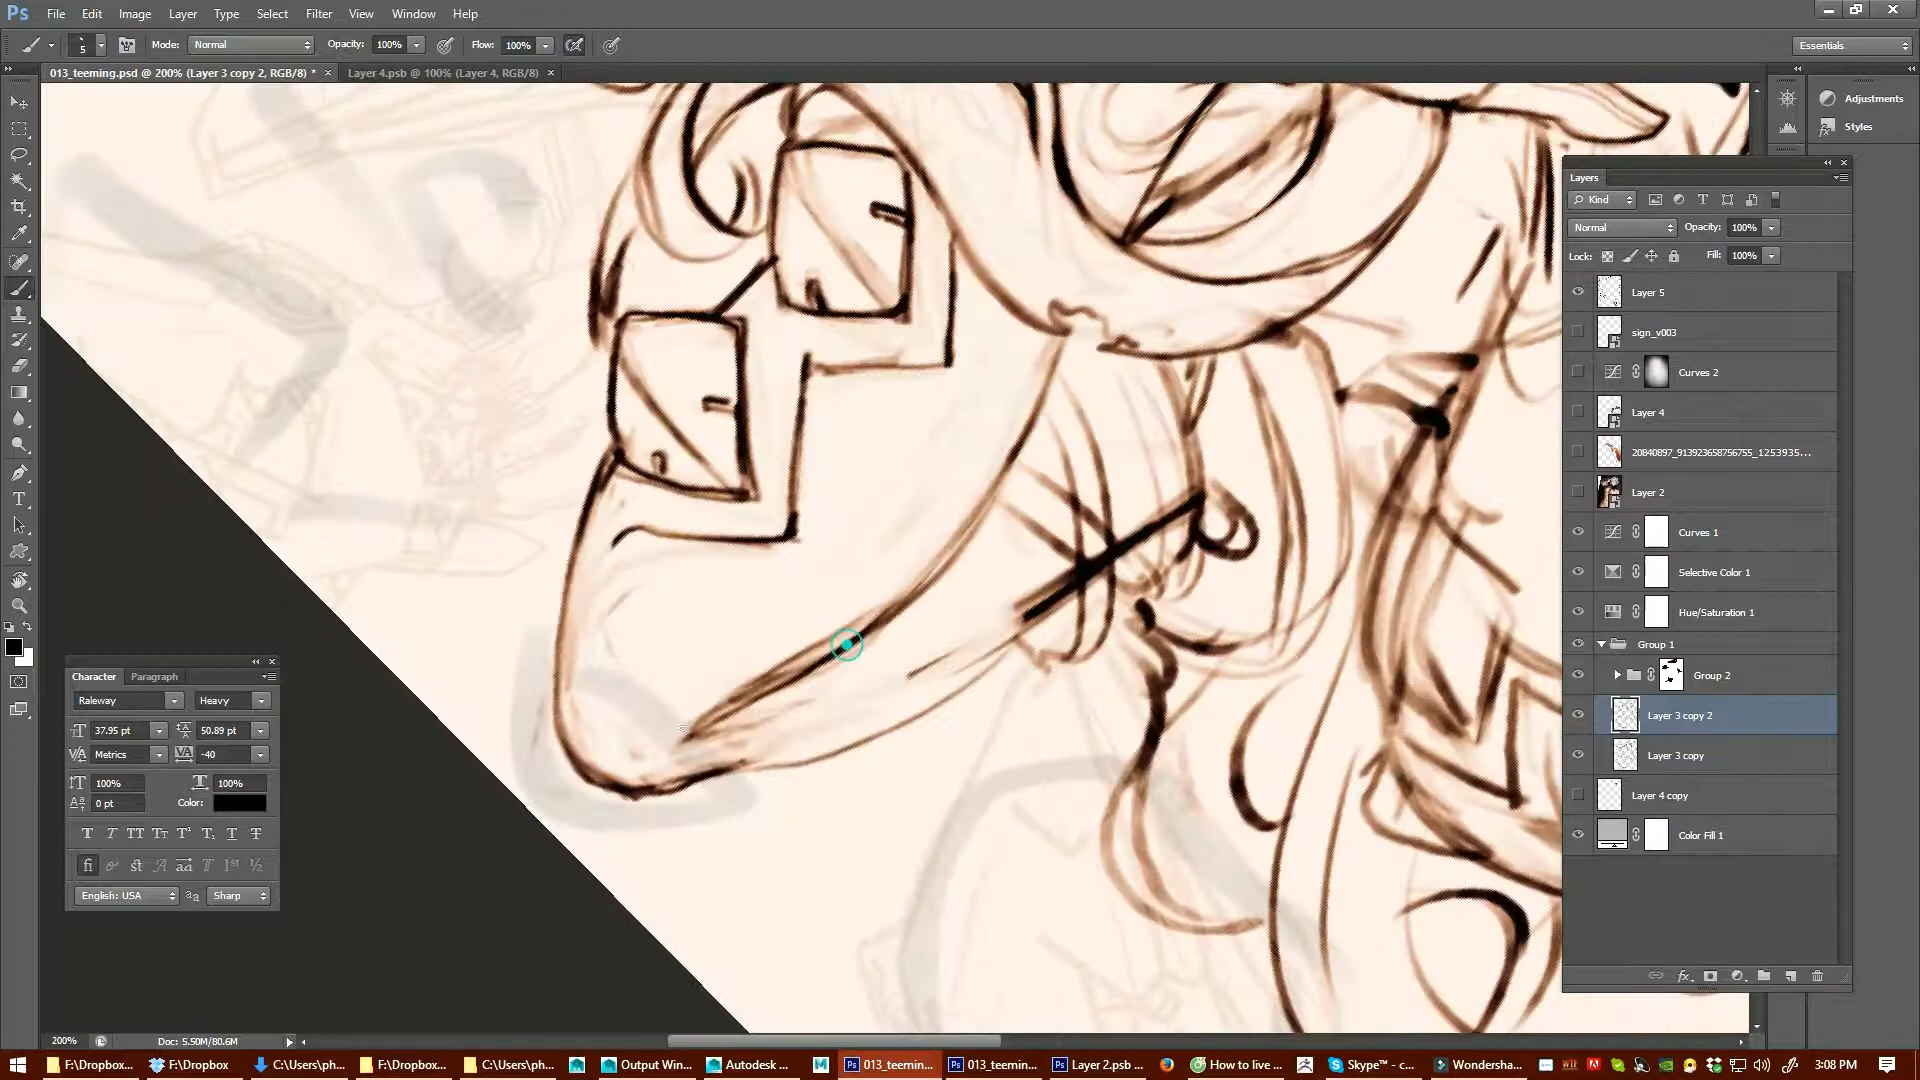 Ps File Edit Image Layer Type Select Filter View Window Help
5 Mode: Normal Opacity: 100% Flow: 100% Essentials
013_teeming.psd @ 200% (Layer 3 copy 2, RGB/8) * × Layer 4.psb @ 100% (Layer 4, RGB/8) ×
Adjustments
Styles
Layers
Kind
Normal Opacity: 100%
Lock: Fill: 100%
Layer 5
sign_v003
Curves 2
Layer 4
20840897_913923658756755_1253935...
Layer 2
Curves 1
Selective Color 1
Hue/Saturation 1
Group 1
Group 2
Layer 3 copy 2
Layer 3 copy
Layer 4 copy
Color Fill 1
Character Paragraph
Raleway Heavy
37.95 pt 50.89 pt
Metrics -40
100% 100%
0 pt Color:
English: USA Sharp
200% Doc: 5.50M/80.6M
F:\Dropbox... F:\Dropbox C:\Users\ph... F:\Dropbox... C:\Users\ph... Output Win... Autodesk ... 013_teemin... 013_teemin... Layer 2.psb ... How to live ... Skype™ - c... Wondersha... 3:08 PM